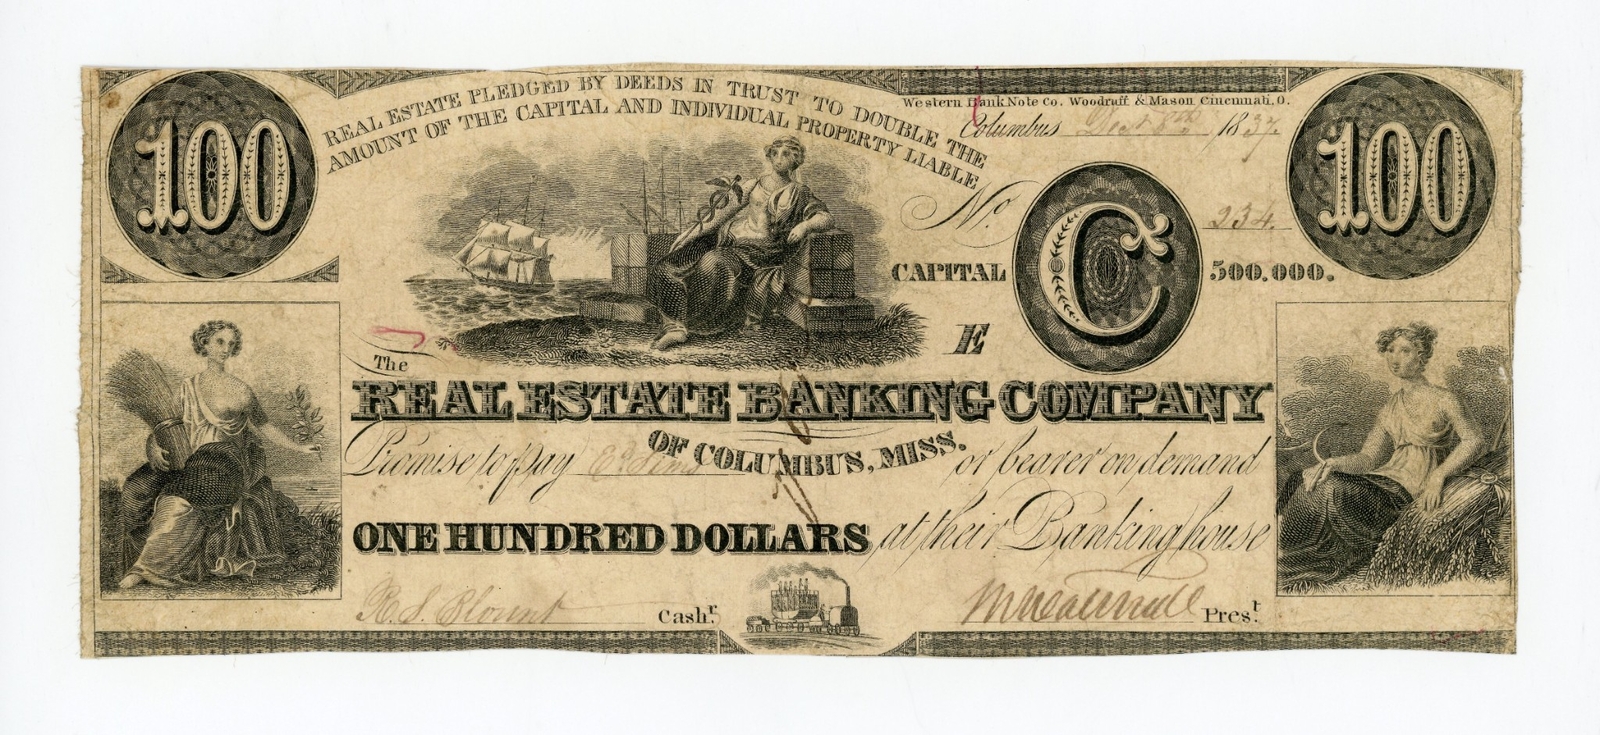 100
REAL ESTATE PLEDGED BY DEEDS IN TRUST TO DOUBLE THE
AMOUNT OF THE CAPITAL AND INDIVIDUAL PROPERTY LIABLE
Western Bank Note Co. Woodruff & Mason Cincinnati, O.
Columbus Dec 8th 1837.
100
No. 234.
CAPITAL C 500.000.
E
The
REAL ESTATE BANKING COMPANY
OF COLUMBUS, MISS.
Promise to pay or bearer on demand
ONE HUNDRED DOLLARS at their Banking house
R. S. Blount Cash.r
Pres.t